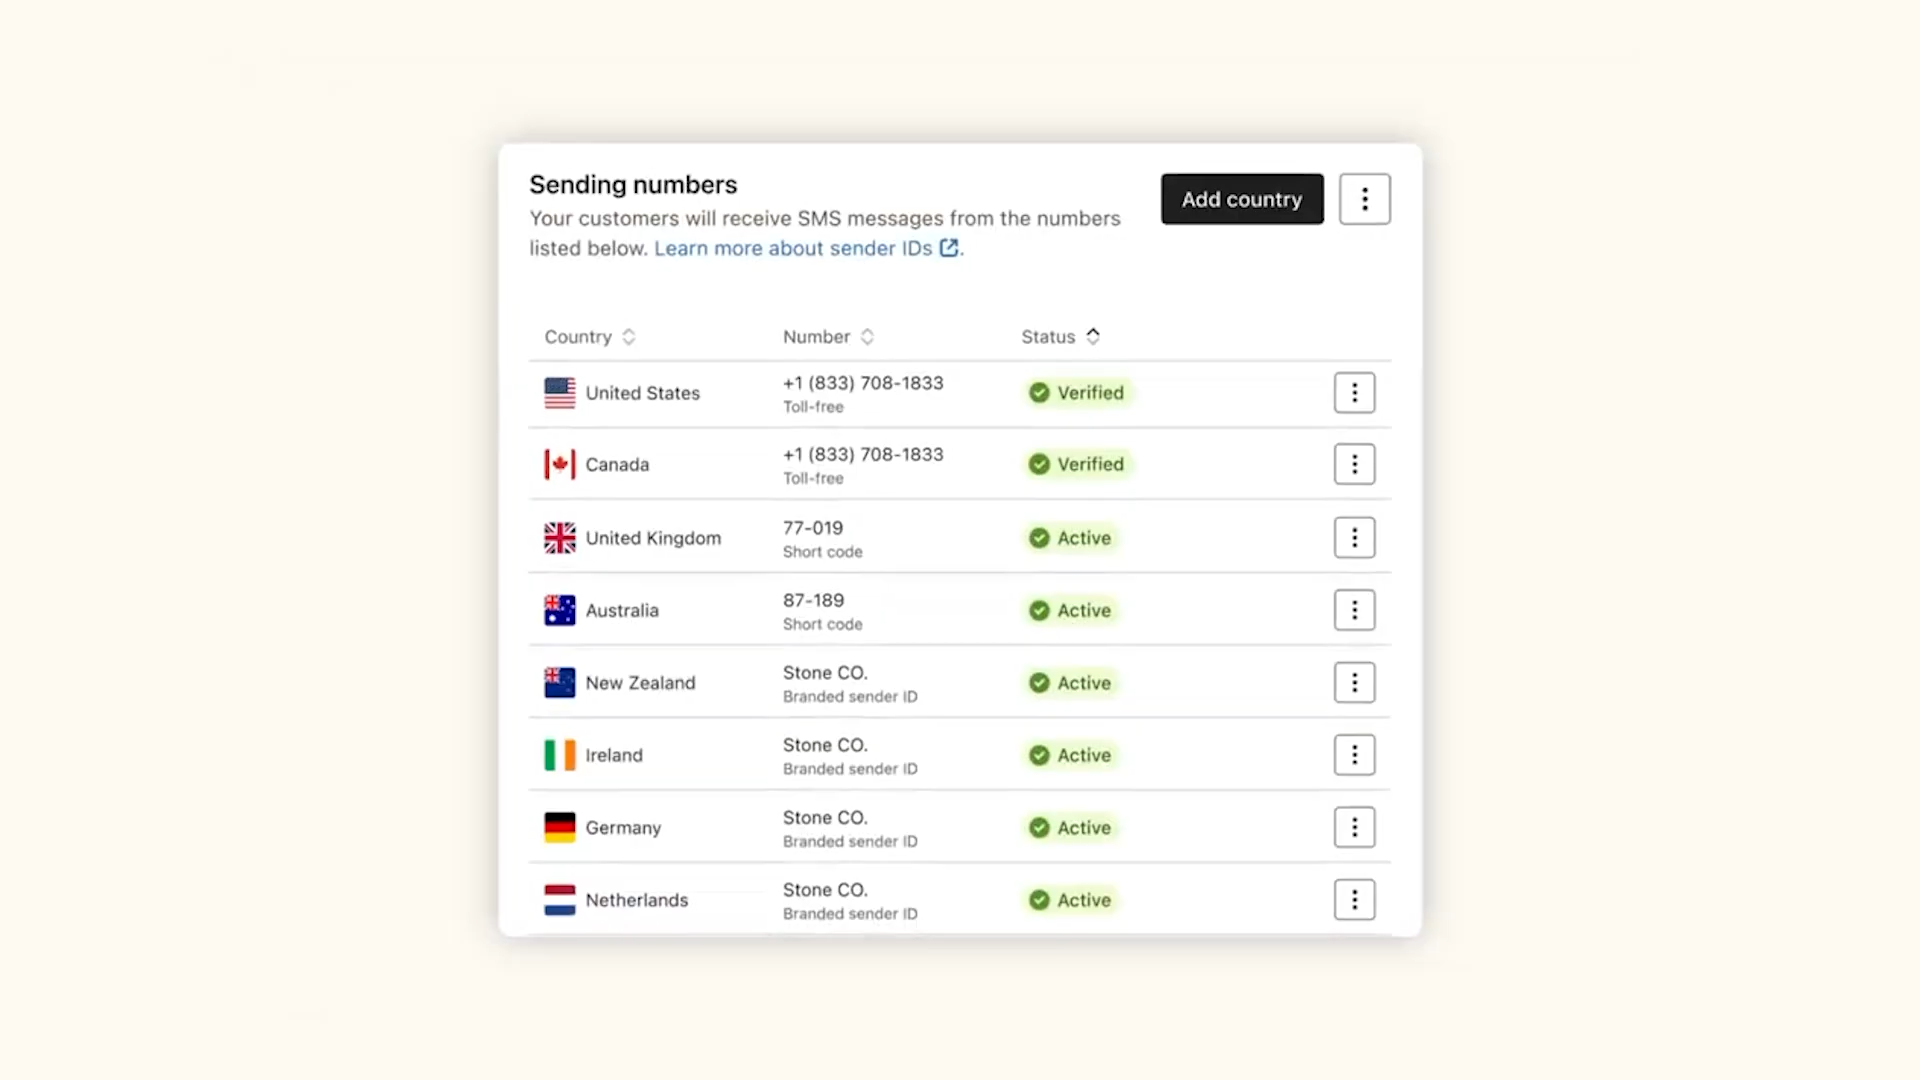 Sending numbers
Add country
Your customers will receive SMS messages from the numbers
listed below. Learn more about sender IDs.
Country Number Status
United States +1 (833) 708-1833 Verified
Toll-free
Canada +1 (833) 708-1833 Verified
Toll-free
United Kingdom 77-019 Active
Short code
Australia 87-189 Active
Short code
New Zealand Stone CO. Active
Branded sender ID
Ireland Stone CO. Active
Branded sender ID
Germany Stone CO. Active
Branded sender ID
Netherlands Stone CO. Active
Branded sender ID